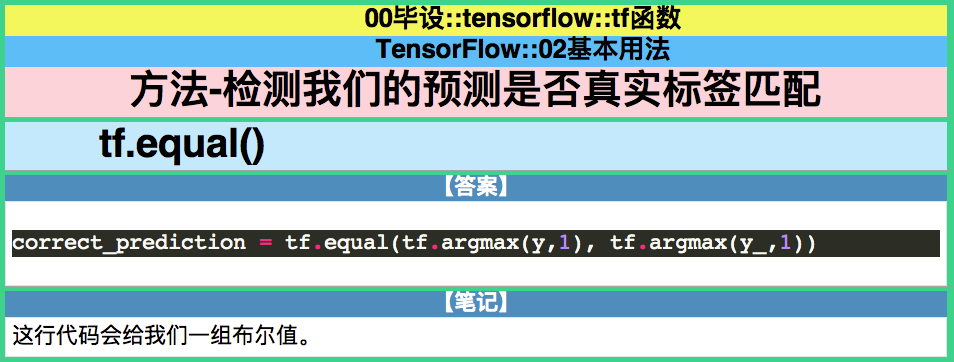 00毕设::tensorflow::tf函数
TensorFlow::02基本用法
方法-检测我们的预测是否真实标签匹配
tf.equal()
【答案】
correct_prediction = tf.equal(tf.argmax(y,1), tf.argmax(y_,1))
【笔记】
这行代码会给我们一组布尔值。